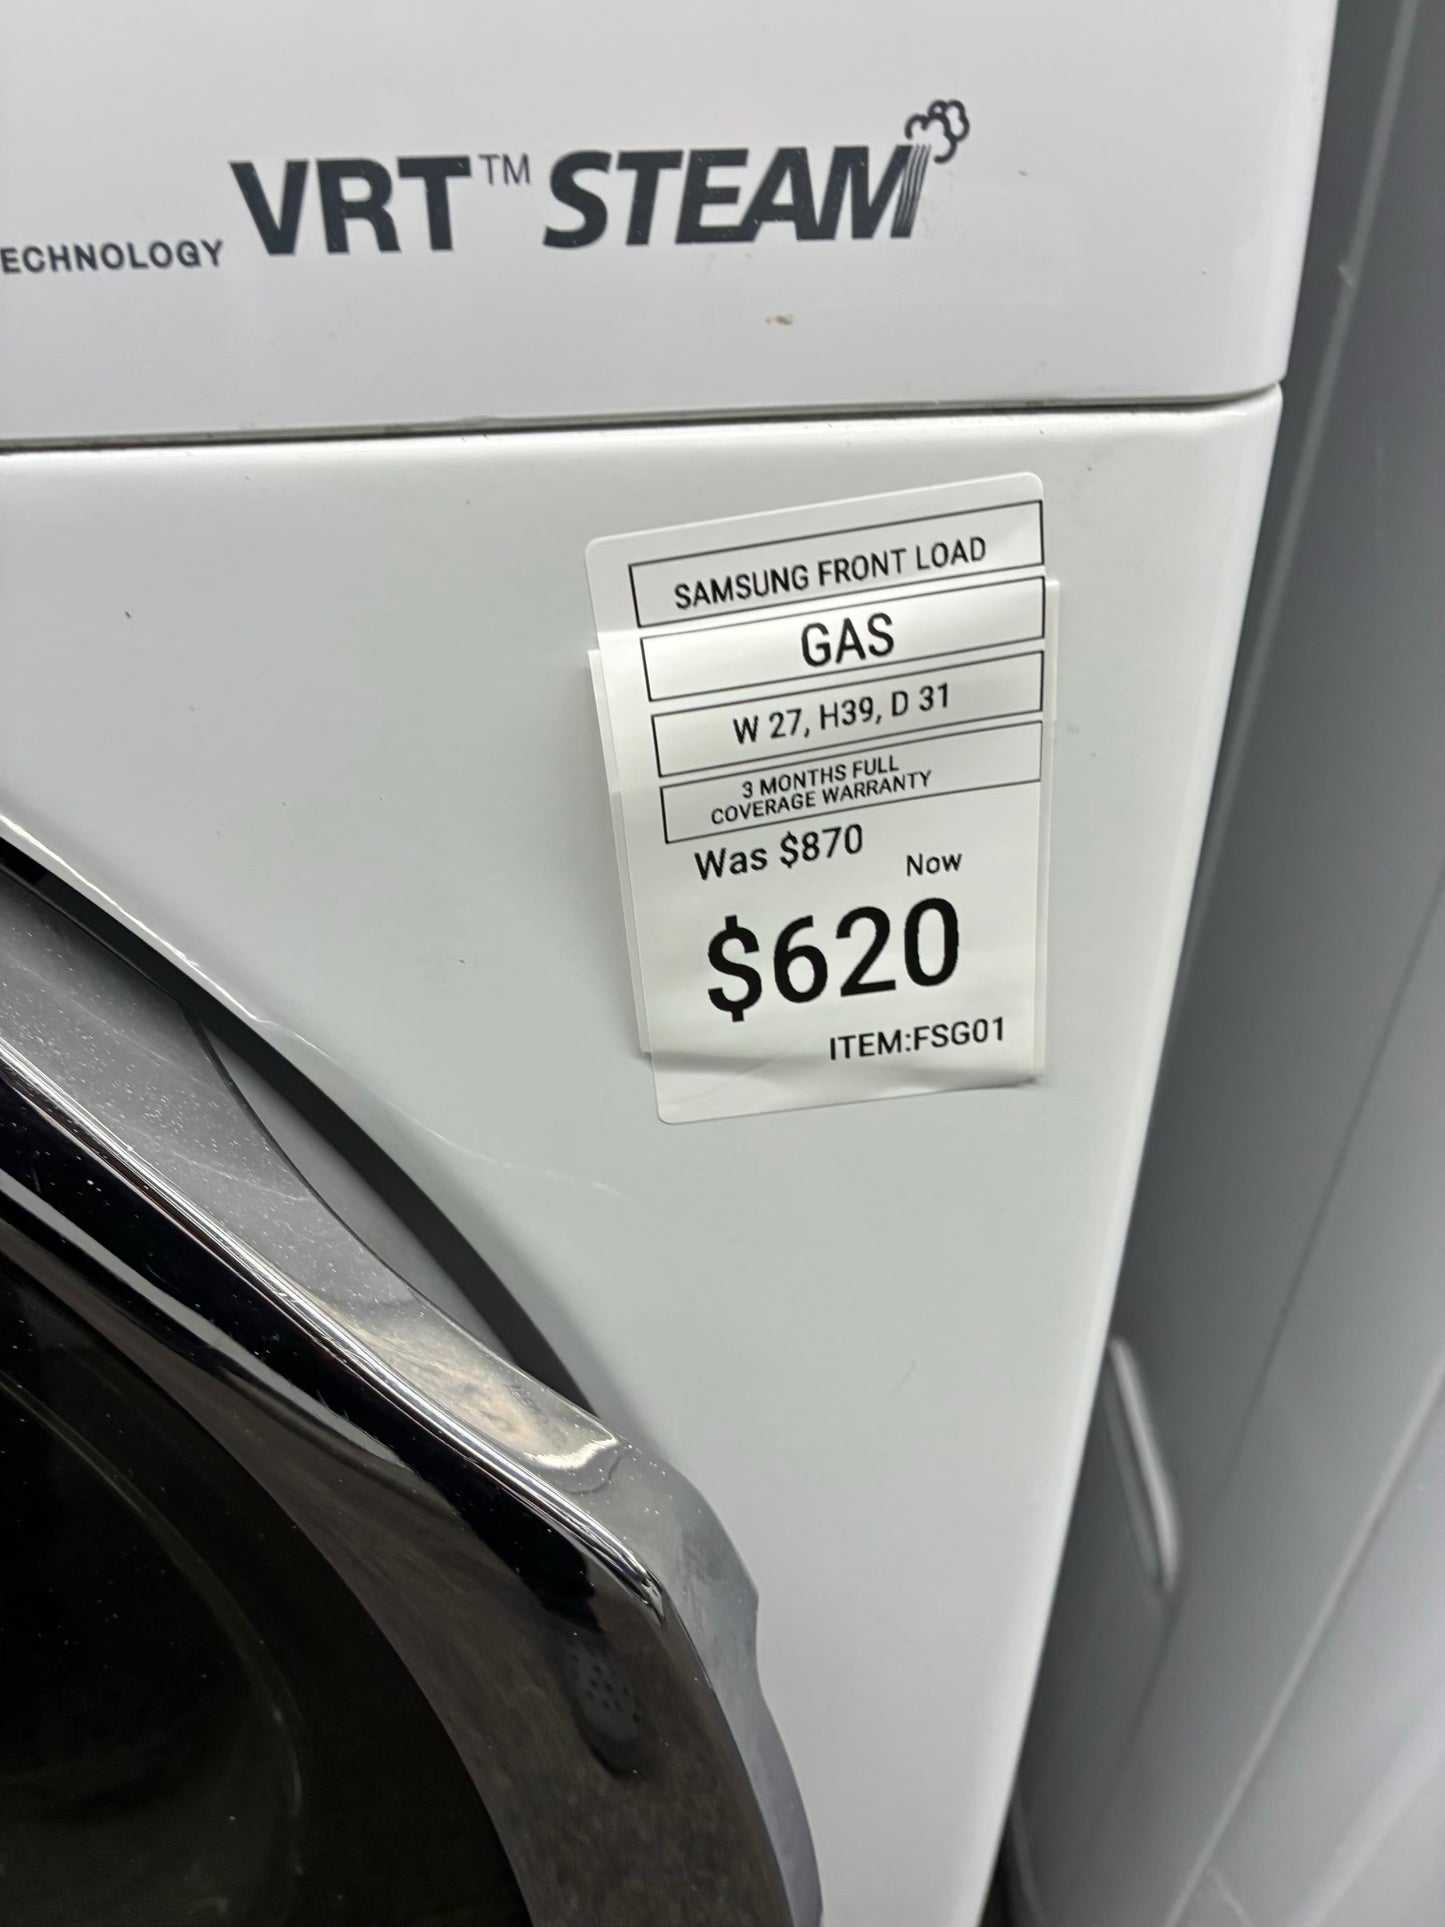 ECHNOLOGY VRT™ STEAM
SAMSUNG FRONT LOAD
GAS
W 27, H39, D 31
3 MONTHS FULL
COVERAGE WARRANTY
Was $870
Now
$620
ITEM:FSG01